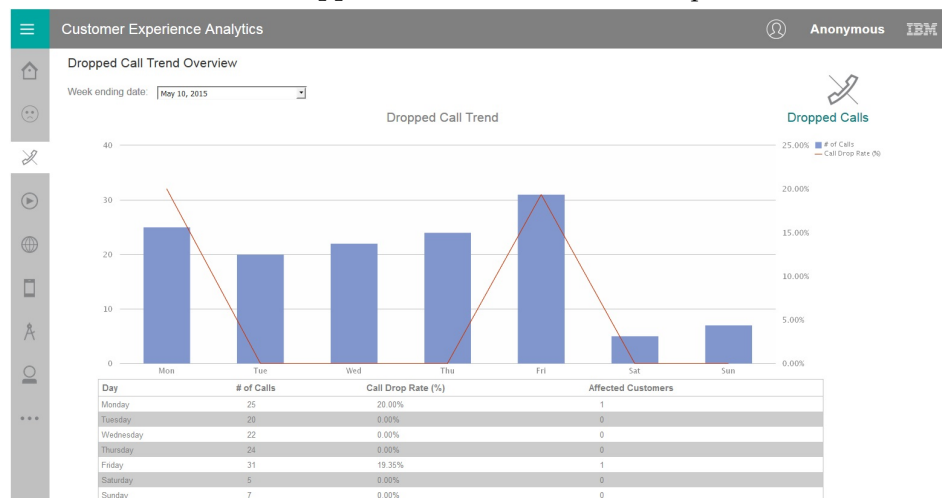 Customer Experience Analytics
Anonymous
IBM
Dropped Call Trend Overview
Week ending date: May 10, 2015
Dropped Calls
Dropped Call Trend
# of Calls
Call Drop Rate (%)
40
30
20
10
0
25.00%
20.00%
15.00%
10.00%
5.00%
0.00%
Mon Tue Wed Thu Fri Sat Sun
Day # of Calls Call Drop Rate (%) Affected Customers
Monday 25 20.00% 1
Tuesday 20 0.00% 0
Wednesday 22 0.00% 0
Thursday 24 0.00% 0
Friday 31 19.35% 1
Saturday 5 0.00% 0
Sunday 7 0.00% 0